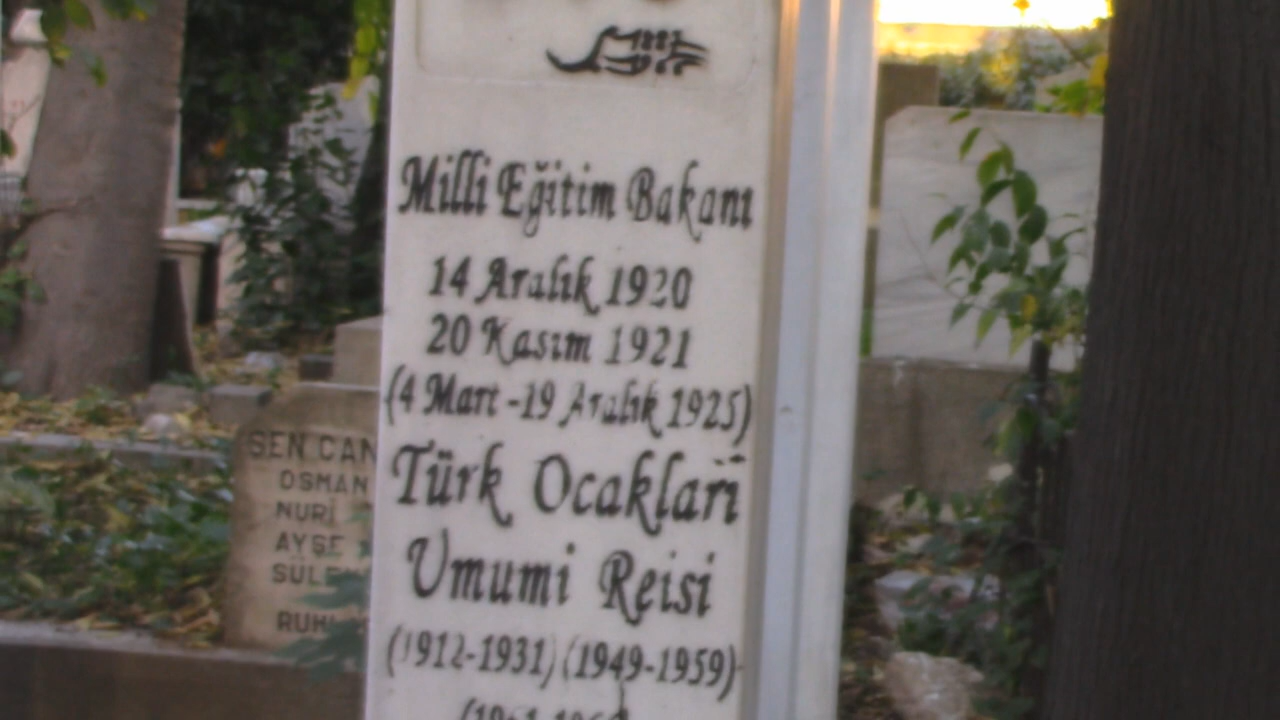 Milli Eğitim Bakanı
14 Aralık 1920
20 Kasım 1921
(4 Mart -19 Aralık 1925)
Türk Ocakları
Umumi Reisi
(1912-1931) (1949-1959)-
ŞEN CAN
OSMAN
NURİ
AYŞE